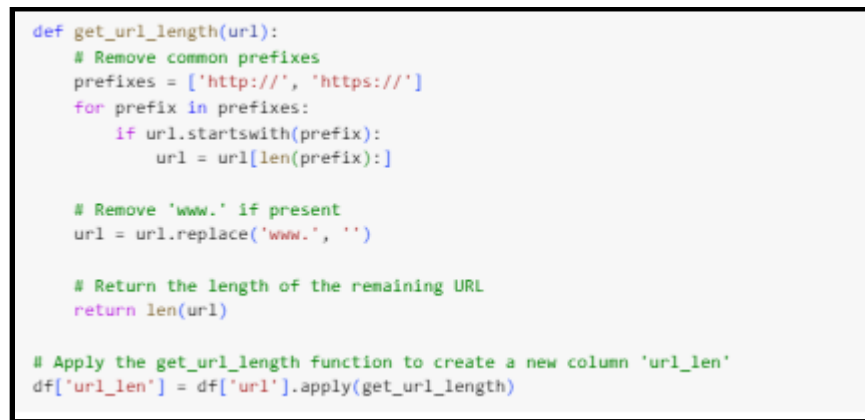 def get_url_length(url):
    # Remove common prefixes
    prefixes = ['http://', 'https://']
    for prefix in prefixes:
        if url.startswith(prefix):
            url = url[len(prefix):]

    # Remove 'www.' if present
    url = url.replace('www.', '')

    # Return the length of the remaining URL
    return len(url)

# Apply the get_url_length function to create a new column 'url_len'
df['url_len'] = df['url'].apply(get_url_length)